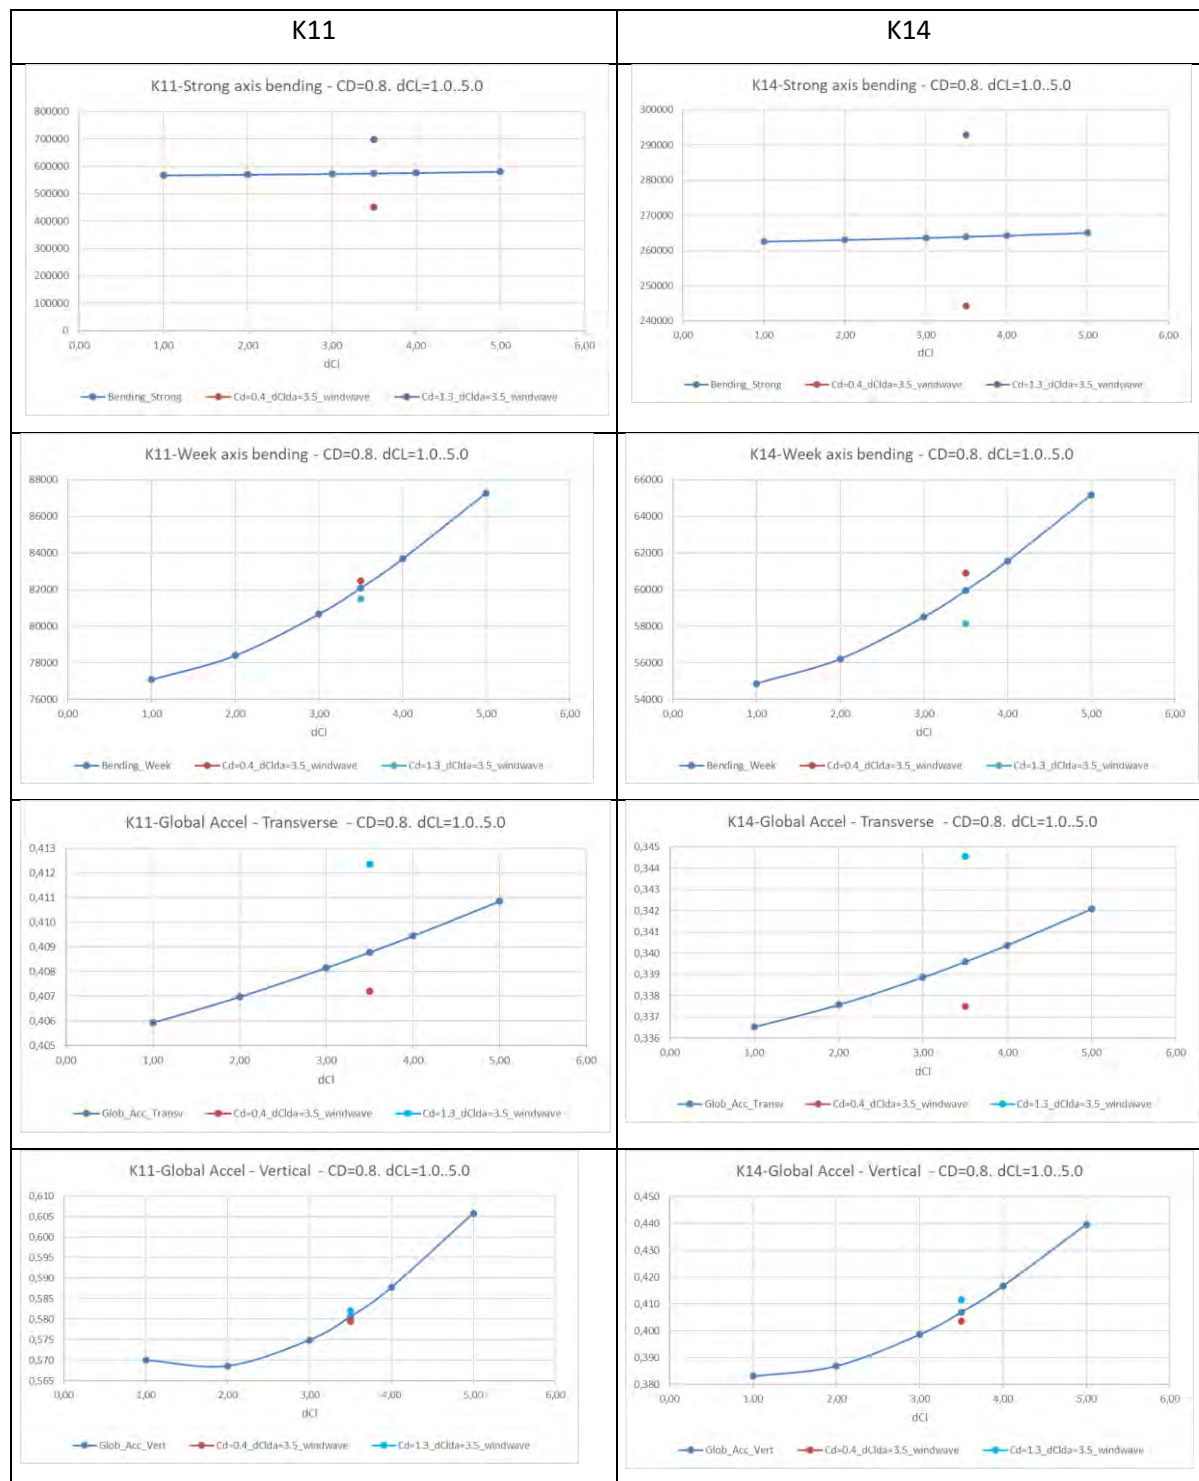 K11
K14
K11-Strong axis bending - CD=0.8. dCL=1.0..5.0
800000
700000
600000
500000
400000
300000
200000
100000
0
0,00 1,00 2,00 3,00 4,00 5,00 6,00
dCl
Bending_Strong Cd=0.4_dClda=3.5_windwave Cd=1.3_dClda=3.5_windwave
K14-Strong axis bending - CD=0.8. dCL=1.0..5.0
300000
290000
280000
270000
260000
250000
240000
0,00 1,00 2,00 3,00 4,00 5,00 6,00
dCl
Bending_Strong Cd=0.4_dClda=3.5_windwave Cd=1.3_dClda=3.5_windwave
K11-Week axis bending - CD=0.8. dCL=1.0..5.0
88000
86000
84000
82000
80000
78000
76000
0,00 1,00 2,00 3,00 4,00 5,00 6,00
dCl
Bending_Week Cd=0.4_dClda=3.5_windwave Cd=1.3_dClda=3.5_windwave
K14-Week axis bending - CD=0.8. dCL=1.0..5.0
66000
64000
62000
60000
58000
56000
54000
0,00 1,00 2,00 3,00 4,00 5,00 6,00
dCl
Bending_Week Cd=0.4_dClda=3.5_windwave Cd=1.3_dClda=3.5_windwave
K11-Global Accel - Transverse - CD=0.8. dCL=1.0..5.0
0,413
0,412
0,411
0,410
0,409
0,408
0,407
0,406
0,405
0,00 1,00 2,00 3,00 4,00 5,00 6,00
dCl
Glob_Acc_Transv Cd=0.4_dClda=3.5_windwave Cd=1.3_dClda=3.5_windwave
K14-Global Accel - Transverse - CD=0.8. dCL=1.0..5.0
0,345
0,344
0,343
0,342
0,341
0,340
0,339
0,338
0,337
0,336
0,00 1,00 2,00 3,00 4,00 5,00 6,00
dCl
Glob_Acc_Transv Cd=0.4_dClda=3.5_windwave Cd=1.3_dClda=3.5_windwave
K11-Global Accel - Vertical - CD=0.8. dCL=1.0..5.0
0,610
0,605
0,600
0,595
0,590
0,585
0,580
0,575
0,570
0,565
0,00 1,00 2,00 3,00 4,00 5,00 6,00
dCl
Glob_Acc_Vert Cd=0.4_dClda=3.5_windwave Cd=1.3_dClda=3.5_windwave
K14-Global Accel - Vertical - CD=0.8. dCL=1.0..5.0
0,450
0,440
0,430
0,420
0,410
0,400
0,390
0,380
0,00 1,00 2,00 3,00 4,00 5,00 6,00
dCl
Glob_Acc_Vert Cd=0.4_dClda=3.5_windwave Cd=1.3_dClda=3.5_windwave